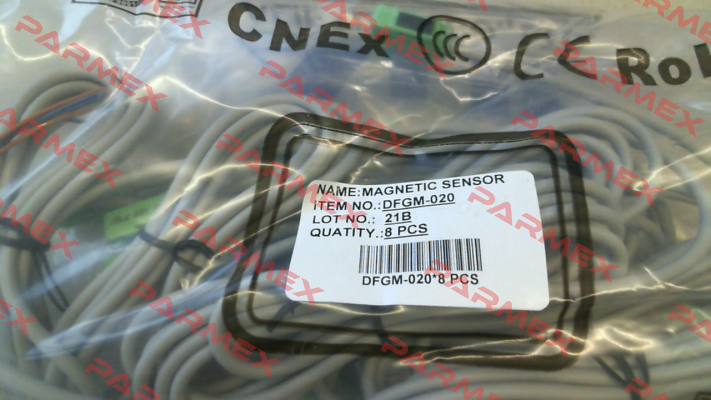 CNEX CCC CE RoH
NAME:MAGNETIC SENSOR
ITEM NO.:DFGM-020
LOT NO.: 21B
QUATITY.:8 PCS
DFGM-020*8 PCS
PARMEX